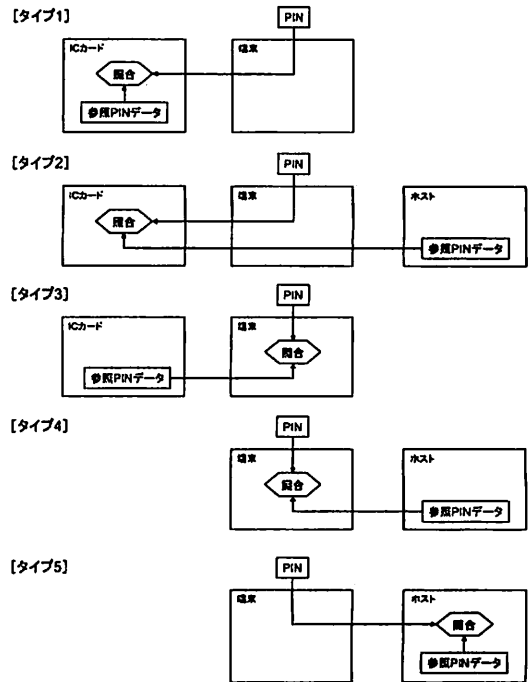 [タイプ1]
PIN
ICカード
端末
照合
参照PINデータ
[タイプ2]
PIN
ICカード
端末
ホスト
照合
参照PINデータ
[タイプ3]
PIN
ICカード
端末
照合
参照PINデータ
[タイプ4]
PIN
端末
ホスト
照合
参照PINデータ
[タイプ5]
PIN
端末
ホスト
照合
参照PINデータ